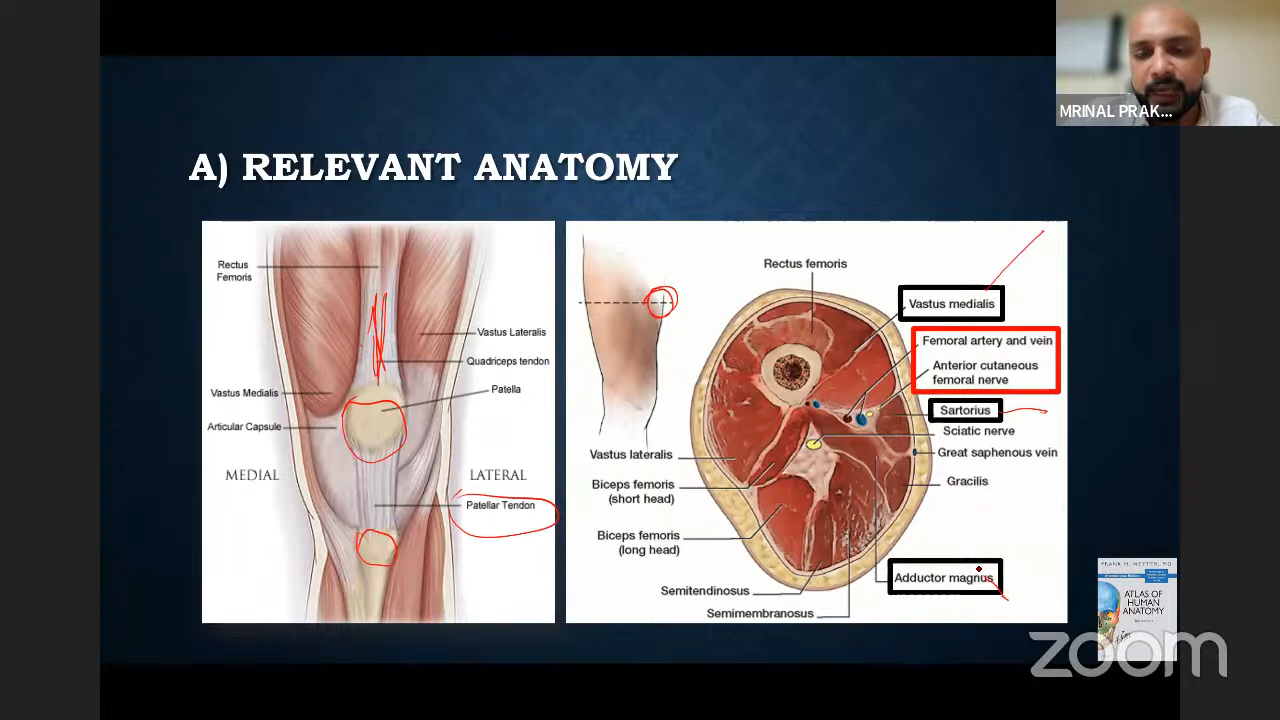 MRINAL PRAK...
A) RELEVANT ANATOMY
Rectus
Femoris
Vastus Lateralis
Quadriceps tendon
Patella
Vastus Medialis
Articular Capsule
MEDIAL
LATERAL
Patellar Tendon
Rectus femoris
Vastus medialis
Femoral artery and vein
Anterior cutaneous
femoral nerve
Sartorius
Sciatic nerve
Great saphenous vein
Gracilis
Vastus lateralis
Biceps femoris
(short head)
Biceps femoris
(long head)
Adductor magnus
Semitendinosus
Semimembranosus
FRANK H. NETTER, MD
ATLAS OF
HUMAN
ANATOMY
zoom